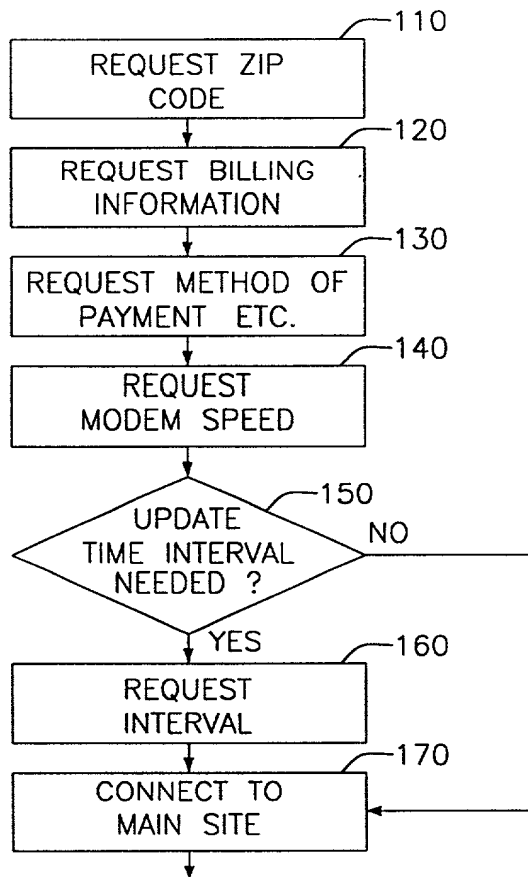 110
REQUEST ZIP
CODE
120
REQUEST BILLING
INFORMATION
130
REQUEST METHOD OF
PAYMENT ETC.
140
REQUEST
MODEM SPEED
150
UPDATE
TIME INTERVAL
NEEDED ?
NO
YES
160
REQUEST
INTERVAL
170
CONNECT TO
MAIN SITE